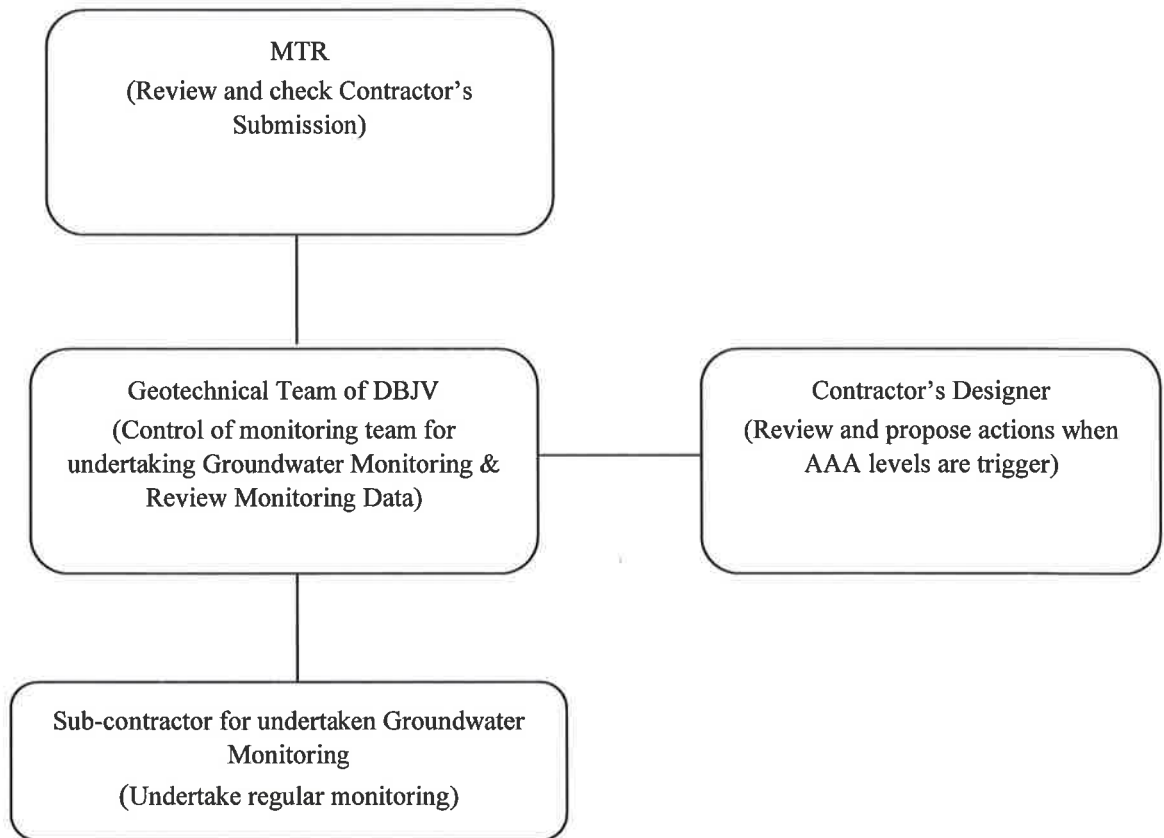 MTR
(Review and check Contractor's
Submission)
Geotechnical Team of DBJV
(Control of monitoring team for
undertaking Groundwater Monitoring &
Review Monitoring Data)
Contractor's Designer
(Review and propose actions when
AAA levels are trigger)
Sub-contractor for undertaken Groundwater
Monitoring
(Undertake regular monitoring)